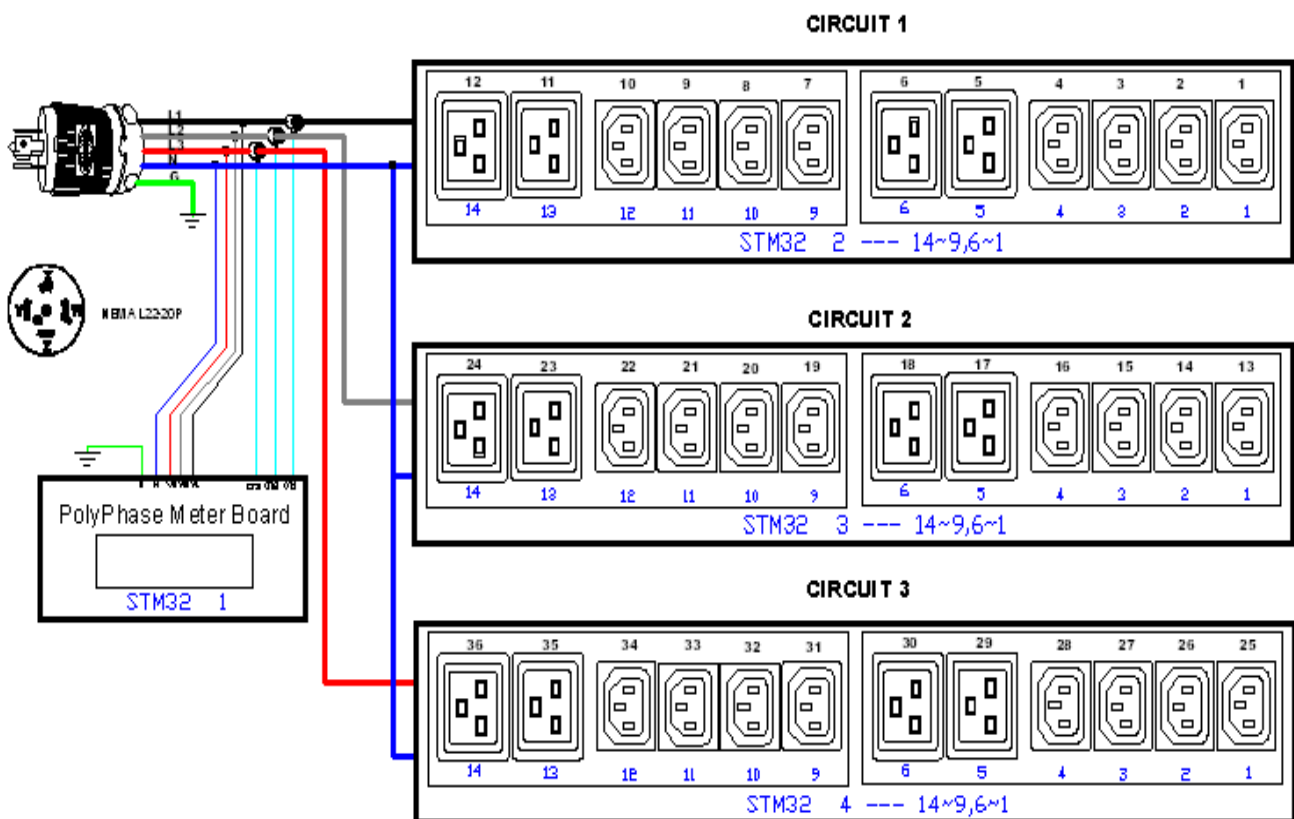 CIRCUIT 1
12 11 10 9 8 7 6 5 4 3 2 1
L1
L2
L3
N
G
14 13 12 11 10 9 6 5 4 3 2 1
STM32 2 --- 14~9,6~1
NEMA L22-20P
CIRCUIT 2
24 23 22 21 20 19 18 17 16 15 14 13
14 13 12 11 10 9 6 5 4 3 2 1
STM32 3 --- 14~9,6~1
PolyPhase Meter Board
STM32 1
CIRCUIT 3
36 35 34 33 32 31 30 29 28 27 26 25
14 13 12 11 10 9 6 5 4 3 2 1
STM32 4 --- 14~9,6~1